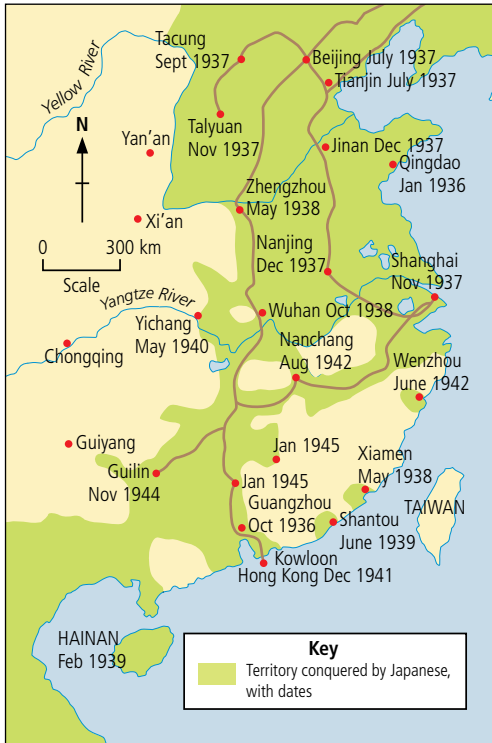 Tacung
Sept 1937
Beijing July 1937
Tianjin July 1937
Yellow River
N
Yan'an
Talyuan
Nov 1937
Jinan Dec 1937
Qingdao
Jan 1936
Zhengzhou
May 1938
Xi'an
0 300 km
Scale
Nanjing
Dec 1937
Shanghai
Nov 1937
Yangtze River
Wuhan Oct 1938
Yichang
May 1940
Chongqing
Nanchang
Aug 1942
Wenzhou
June 1942
Guiyang
Guilin
Nov 1944
Jan 1945
Jan 1945
Xiamen
May 1938
Guangzhou
Oct 1936
TAIWAN
Shantou
June 1939
Kowloon
Hong Kong Dec 1941
HAINAN
Feb 1939
Key
Territory conquered by Japanese,
with dates